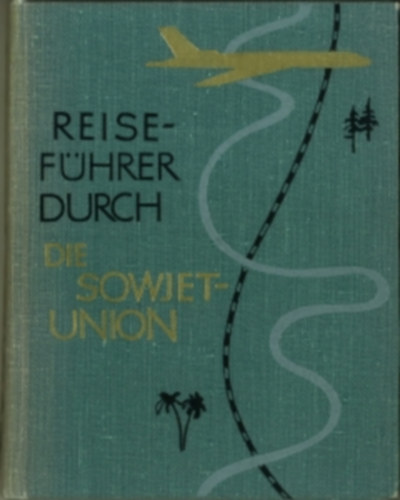 REISE-
FÜHRER
DURCH
DIE
SOWJET-
UNION